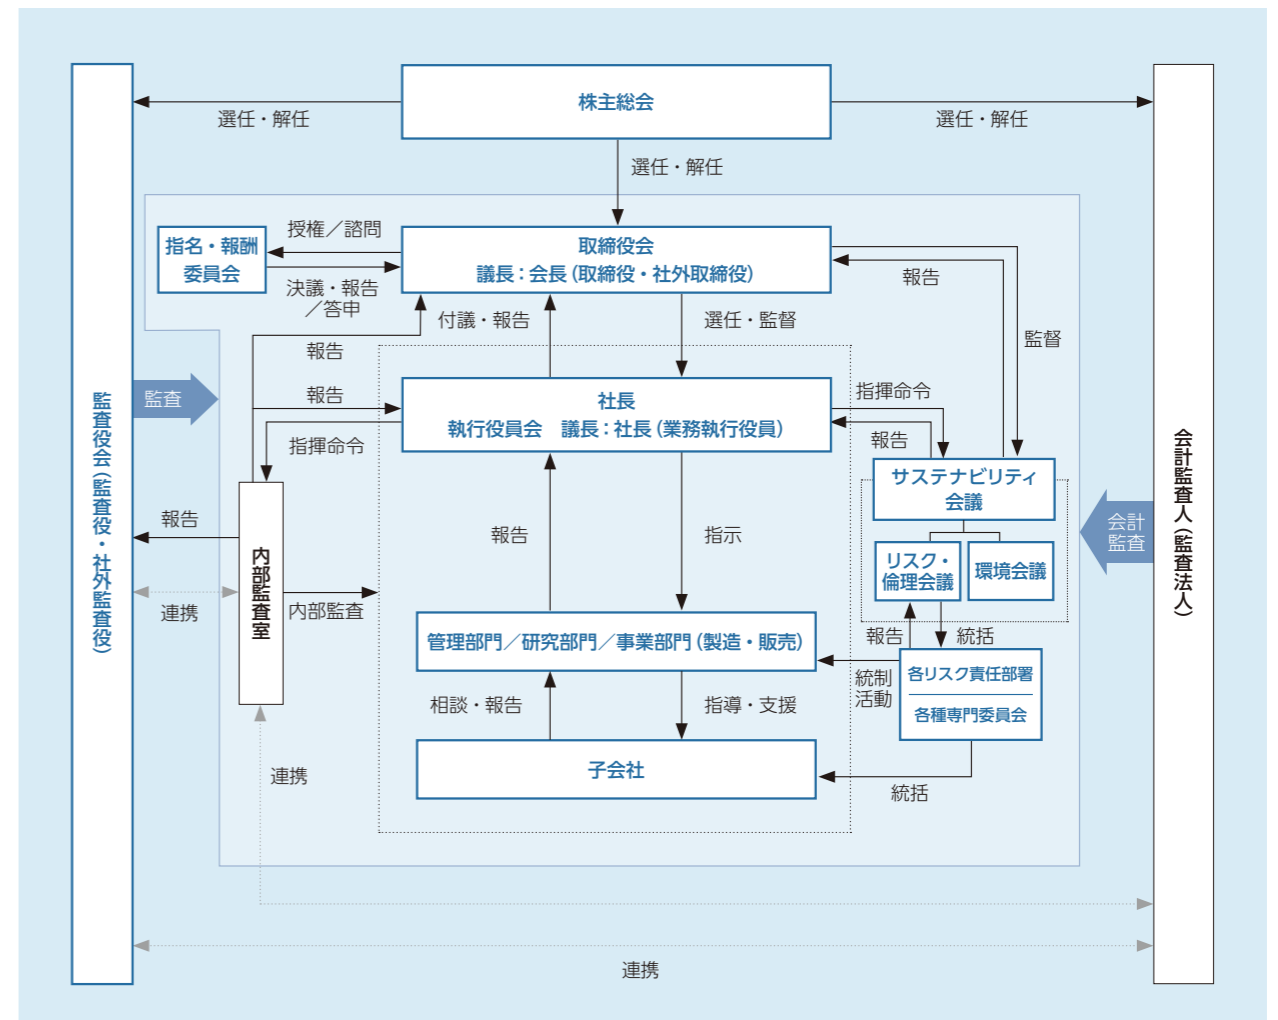 株主総会
選任・解任
選任・解任
選任・解任
指名・報酬
委員会
授権／諮問
決議・報告
／答申
取締役会
議長：会長（取締役・社外取締役）
報告
監督
付議・報告
選任・監督
報告
監査
報告
指揮命令
社長
執行役員会　議長：社長（業務執行役員）
指揮命令
報告
サステナビリティ
会議
リスク・
倫理会議
環境会議
監査役会（監査役・社外監査役）
会計監査人（監査法人）
会計
監査
報告
連携
内部監査室
内部監査
報告
指示
管理部門／研究部門／事業部門（製造・販売）
報告
統括
統制
活動
各リスク責任部署
各種専門委員会
相談・報告
指導・支援
子会社
統括
連携
連携